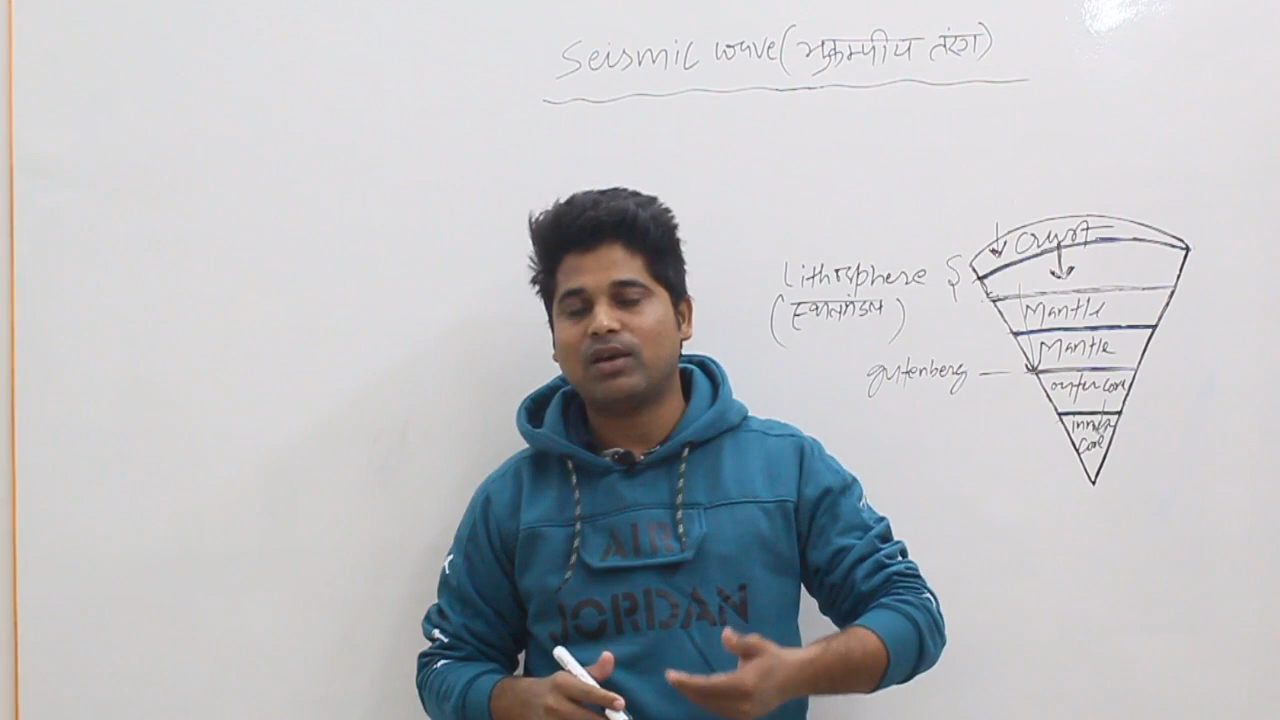 Seismic wave (भूकम्पीय तरंग)
Crust
Lithosphere
(स्थलमंडल)
Mantle
Mantle
gutenberg
outer core
inner
core
AIR
JORDAN